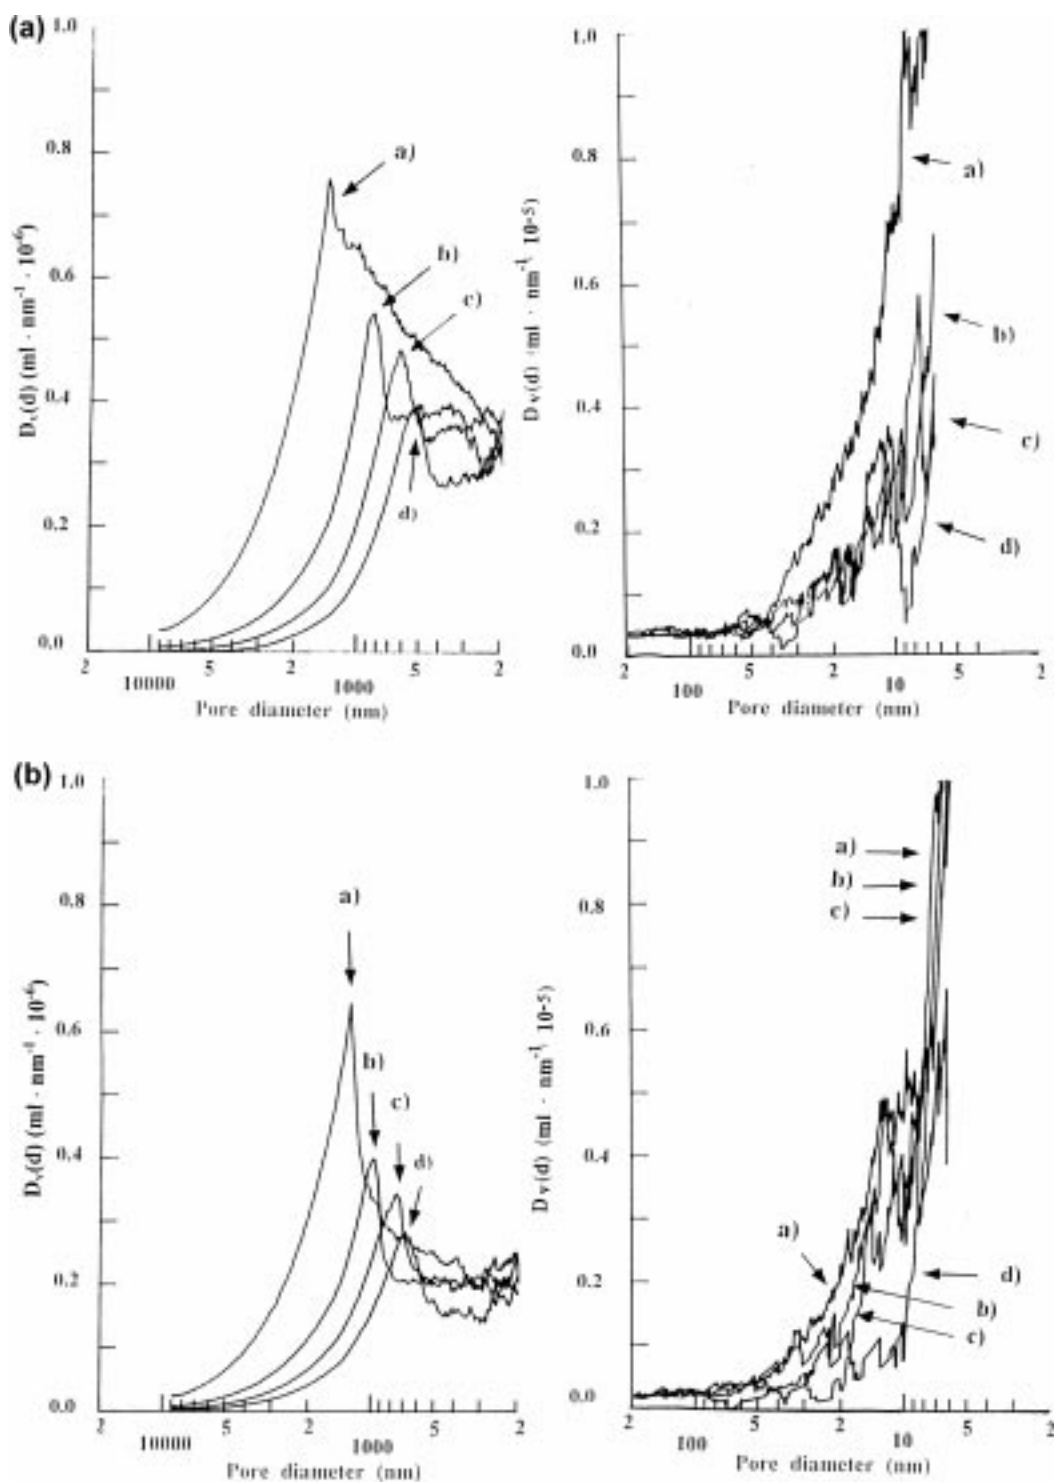 (a)
1.0
0.8
0.6
0.4
0.2
0.0
Dᵥ(d) (ml · nm⁻¹ · 10⁻⁶)
a)
b)
c)
d)
2 10000 5 2 1000 5 2
Pore diameter (nm)
1.0
0.8
0.6
0.4
0.2
0.0
Dv(d) (ml · nm⁻¹ 10⁻⁵)
a)
b)
c)
d)
2 100 5 2 10 5 2
Pore diameter (nm)
(b)
1.0
0.8
0.6
0.4
0.2
0.0
Dᵥ(d) (ml · nm⁻¹ · 10⁻⁶)
a)
b)
c)
d)
2 10000 5 2 1000 2
Pore diameter (nm)
1.0
0.8
0.6
0.4
0.2
0.0
Dv(d) (ml · nm⁻¹ 10⁻⁵)
a)
b)
c)
a)
d)
b)
c)
2 100 5 2 10 5 2
Pore diameter (nm)